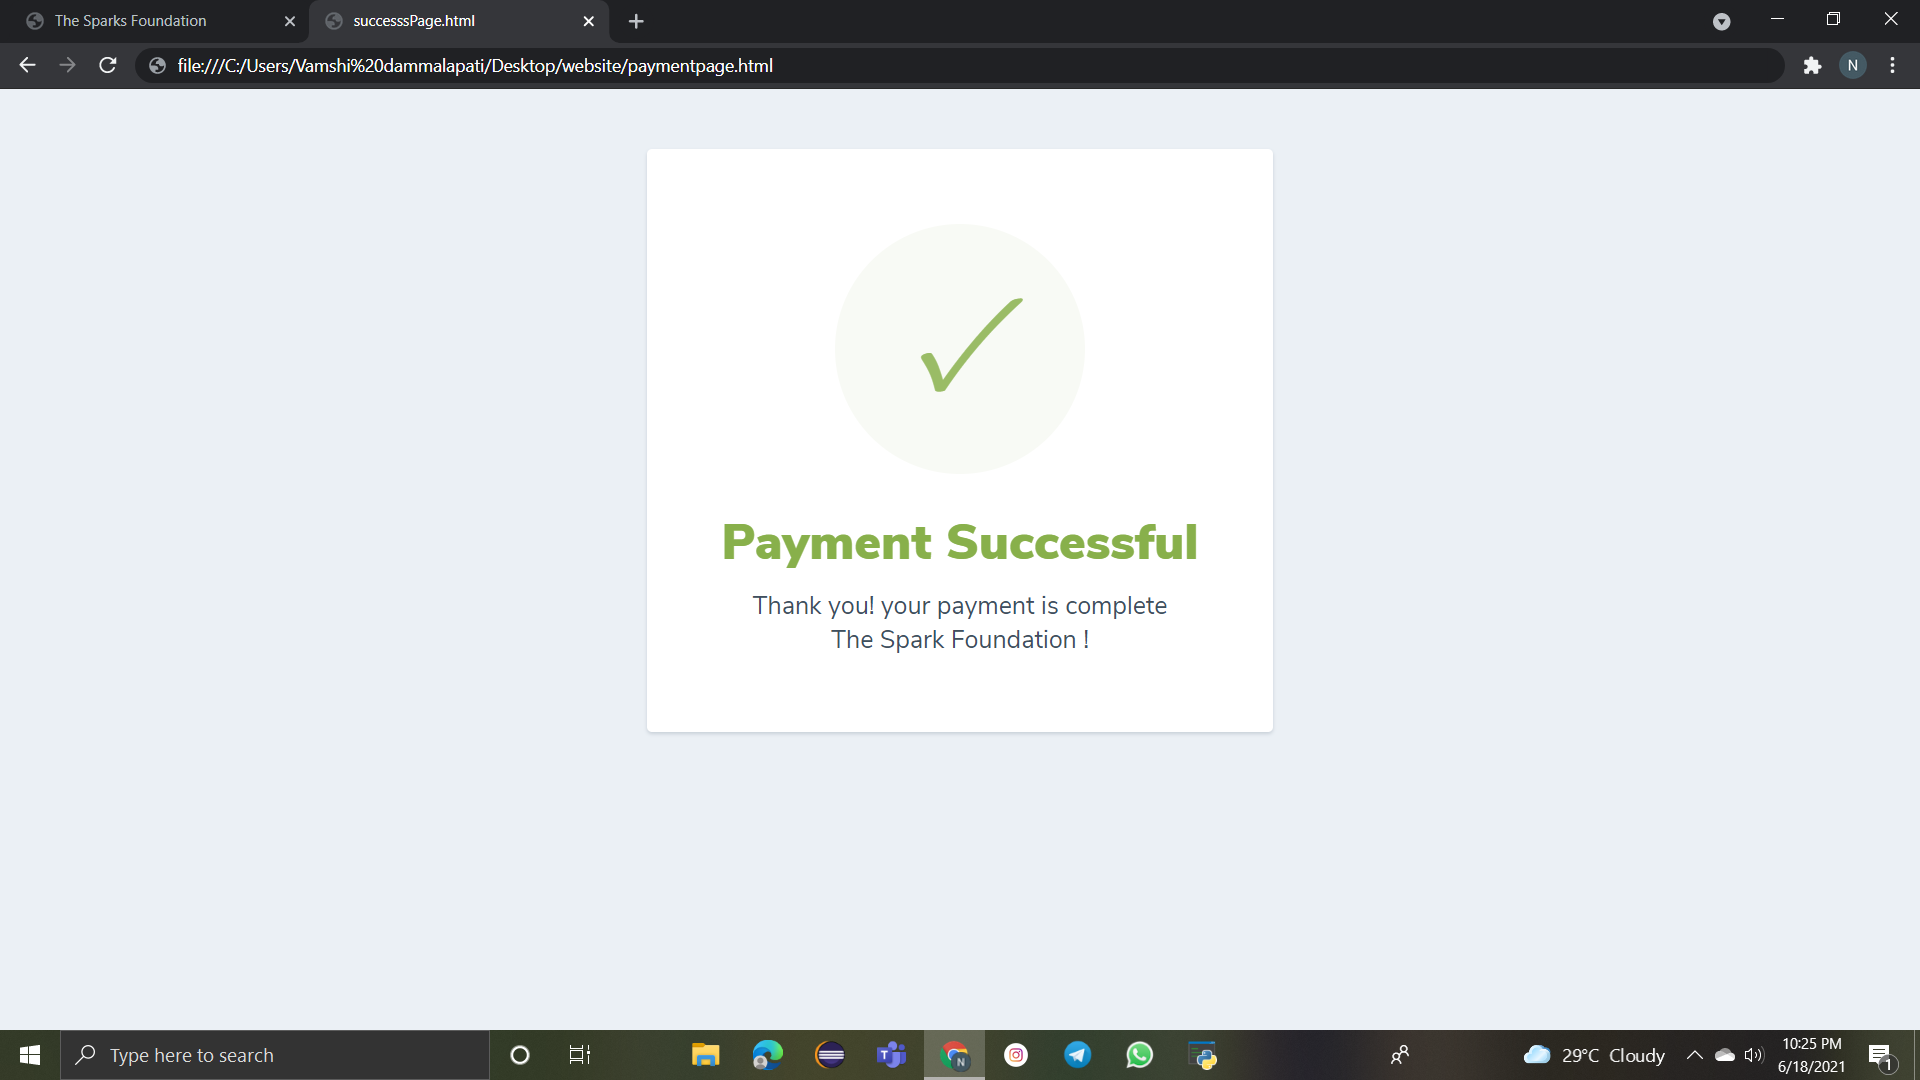 The Sparks Foundation
successsPage.html
file:///C:/Users/Vamshi%20dammalapati/Desktop/website/paymentpage.html
N
Payment Successful
Thank you! your payment is complete
The Spark Foundation !
Type here to search
T
N
29°C Cloudy
10:25 PM
6/18/2021
1